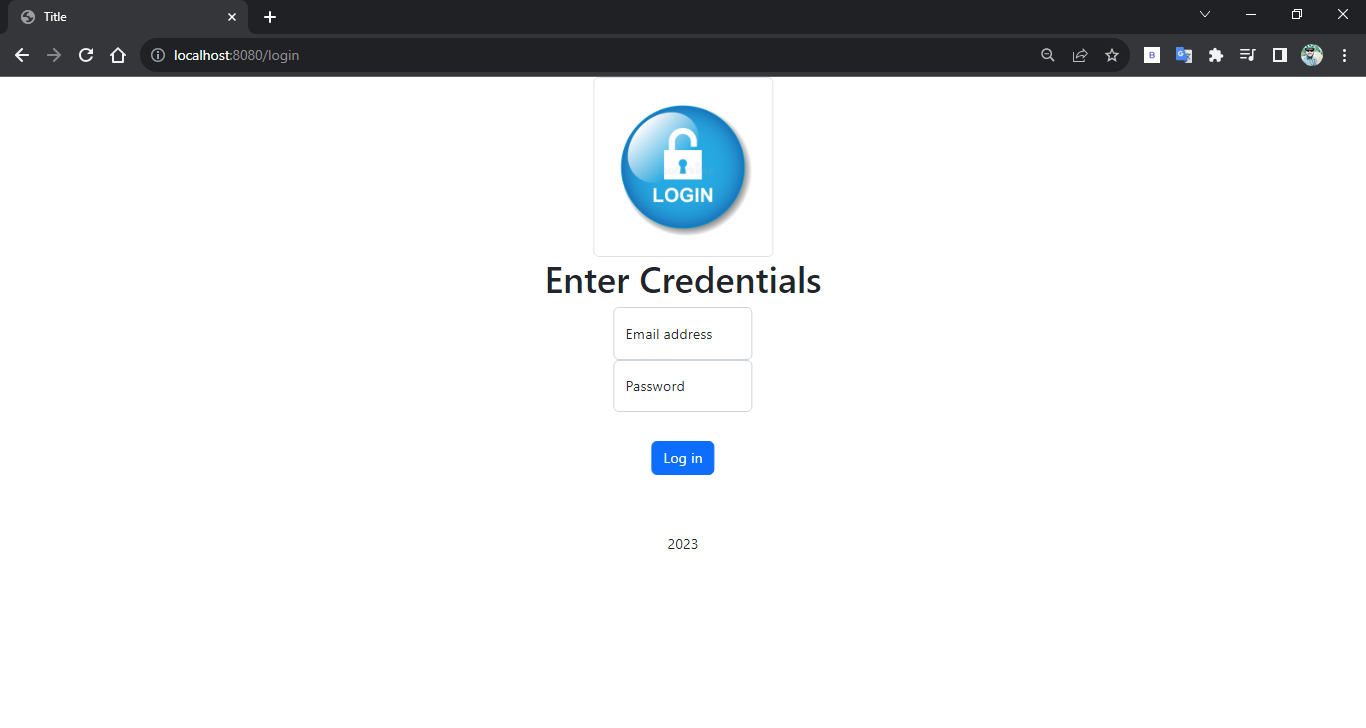 Title
localhost:8080/login
LOGIN
Enter Credentials
Email address
Password
Log in
2023